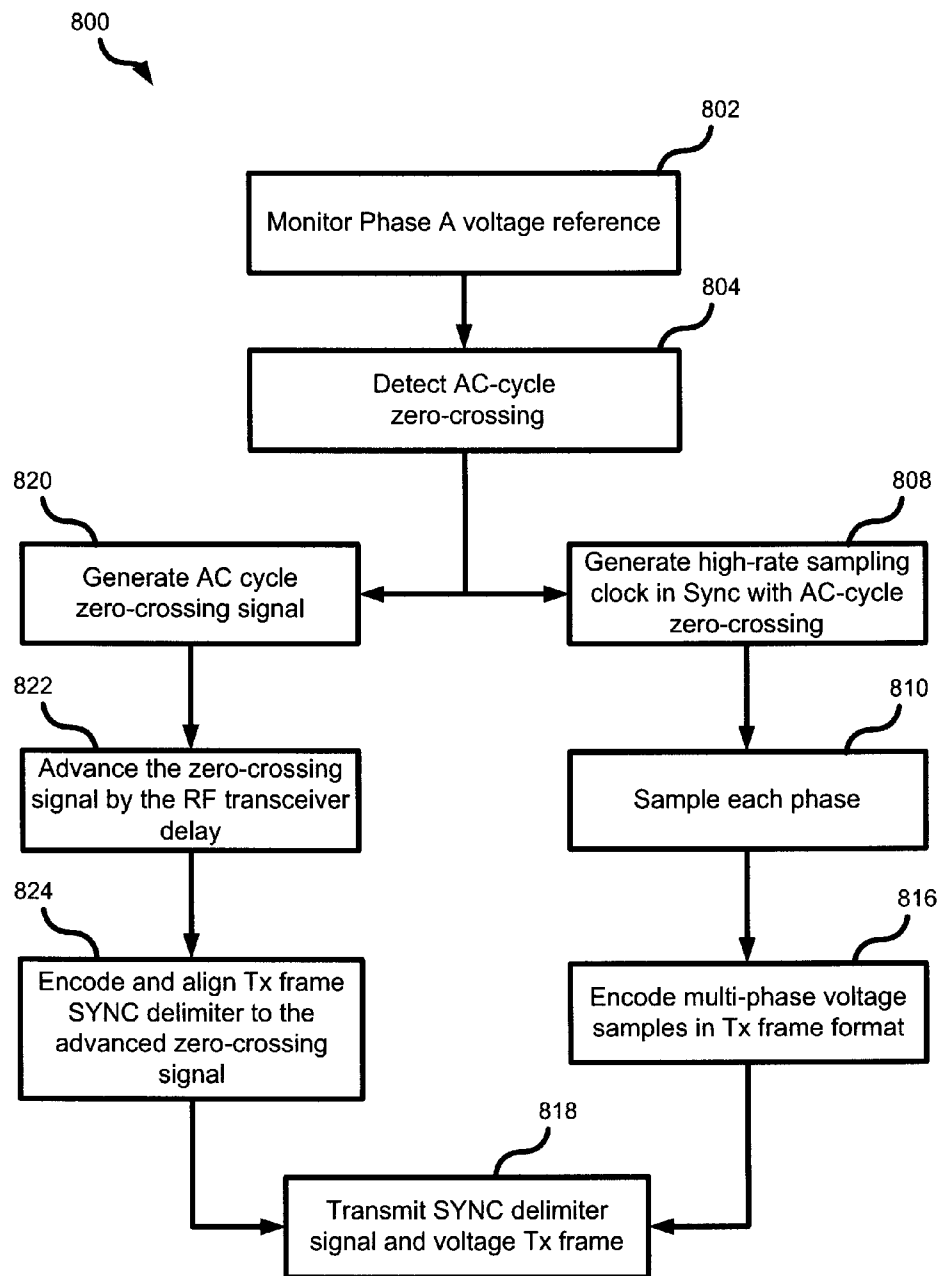 800
802
Monitor Phase A voltage reference
804
Detect AC-cycle
zero-crossing
820
Generate AC cycle
zero-crossing signal
808
Generate high-rate sampling
clock in Sync with AC-cycle
zero-crossing
822
Advance the zero-crossing
signal by the RF transceiver
delay
810
Sample each phase
824
Encode and align Tx frame
SYNC delimiter to the
advanced zero-crossing
signal
816
Encode multi-phase voltage
samples in Tx frame format
818
Transmit SYNC delimiter
signal and voltage Tx frame